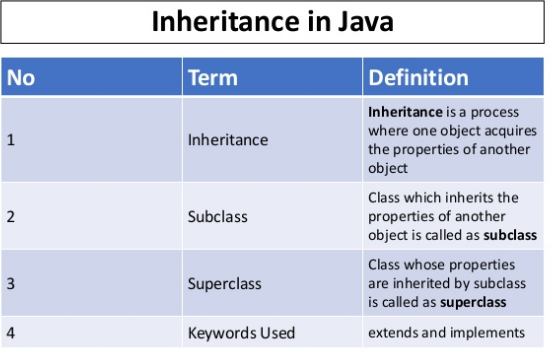 Inheritance in Java
No Term Definition
Inheritance is a process
where one object acquires
1 Inheritance the properties of another
object
Class which inherits the
2 Subclass properties of another
object is called as subclass
Class whose properties
3 Superclass are inherited by subclass
is called as superclass
4 Keywords Used extends and implements